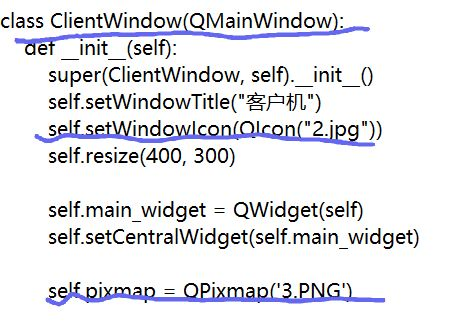 class ClientWindow(QMainWindow):
def __init__(self):
super(ClientWindow, self).__init__()
self.setWindowTitle("客户机")
self.setWindowIcon(QIcon("2.jpg"))
self.resize(400, 300)
self.main_widget = QWidget(self)
self.setCentralWidget(self.main_widget)
self.pixmap = QPixmap('3.PNG')